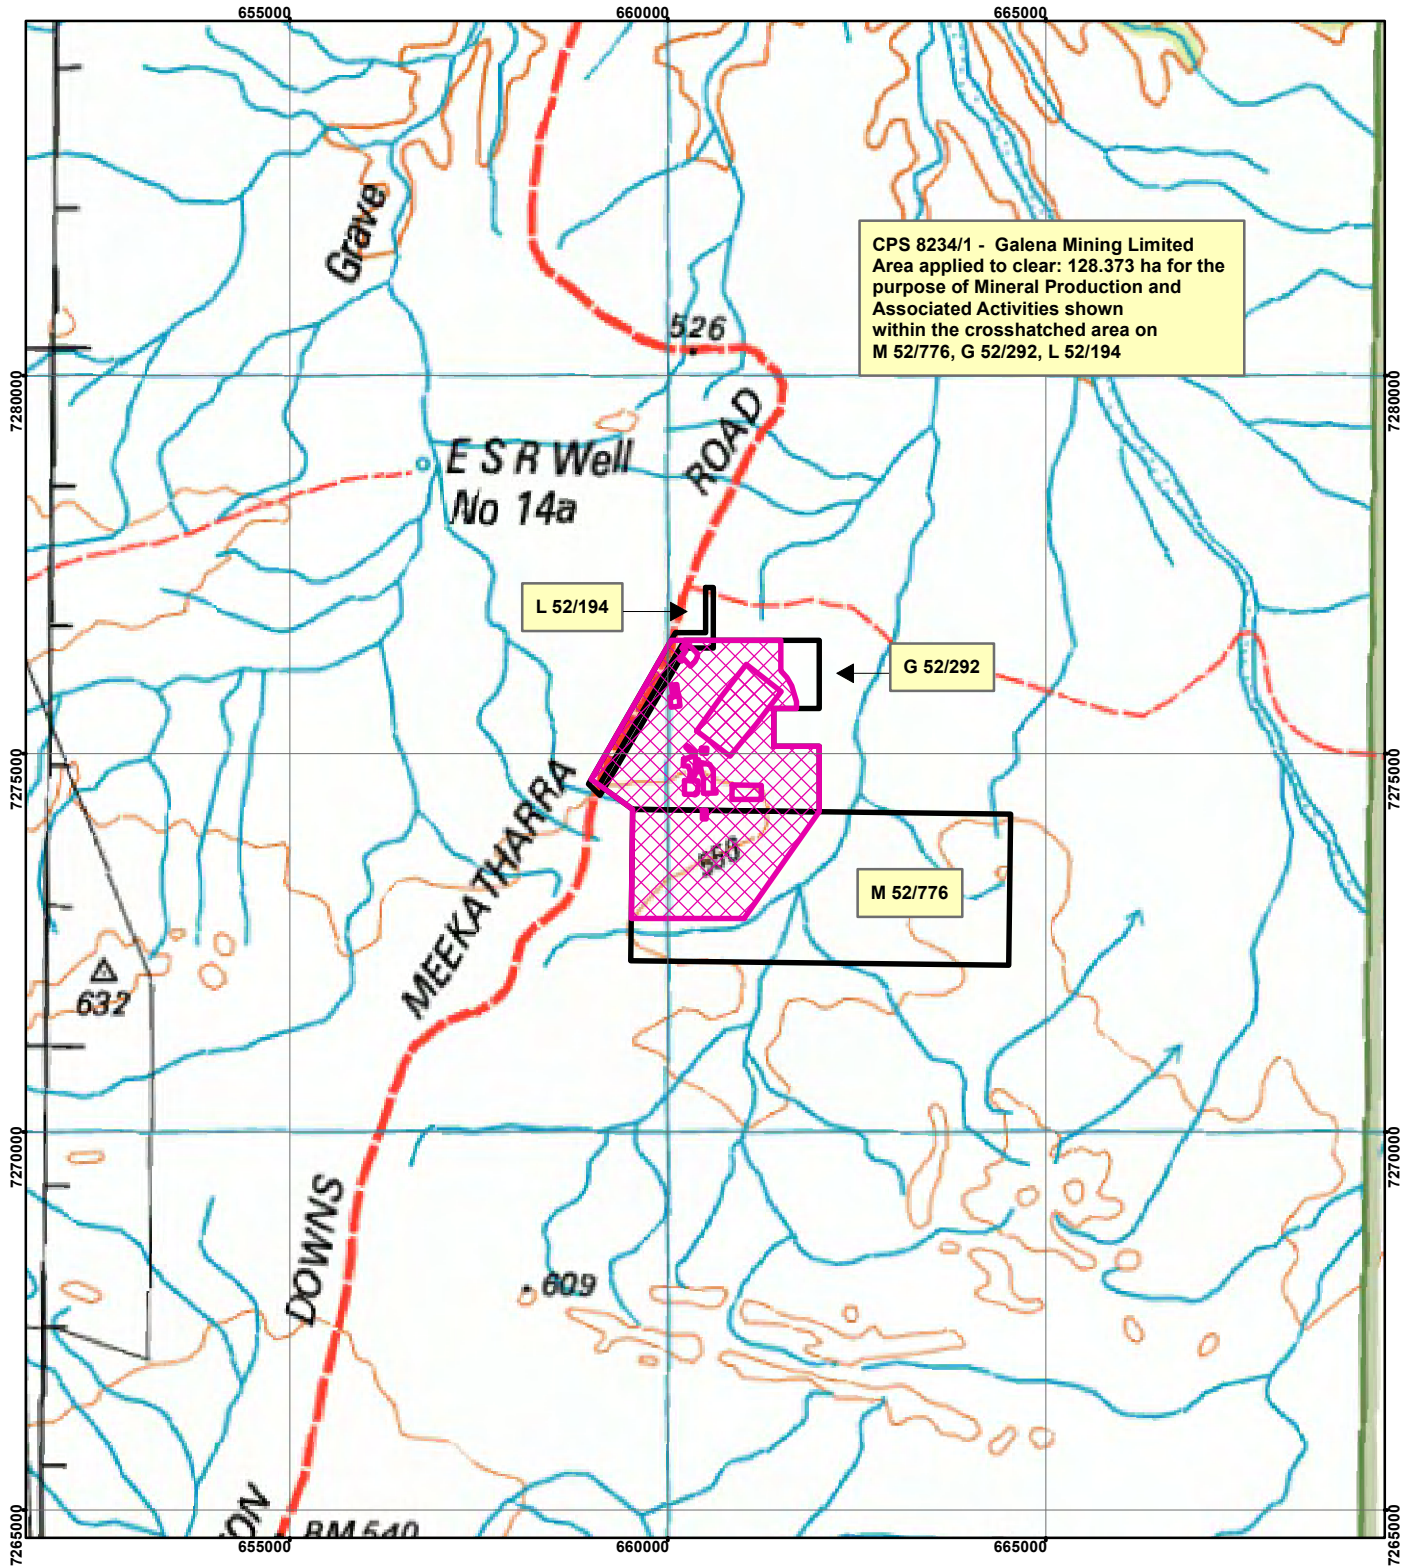 655000
660000
665000
Grave
CPS 8234/1 - Galena Mining Limited
Area applied to clear: 128.373 ha for the
purpose of Mineral Production and
Associated Activities shown
within the crosshatched area on
M 52/776, G 52/292, L 52/194
526
7280000
7280000
ROAD
E S R Well
No 14a
L 52/194
G 52/292
7275000
7275000
MEEKATHARRA
M 52/776
632
7270000
7270000
DOWNS
609
ON
BM 540
7265000
7265000
655000
660000
665000